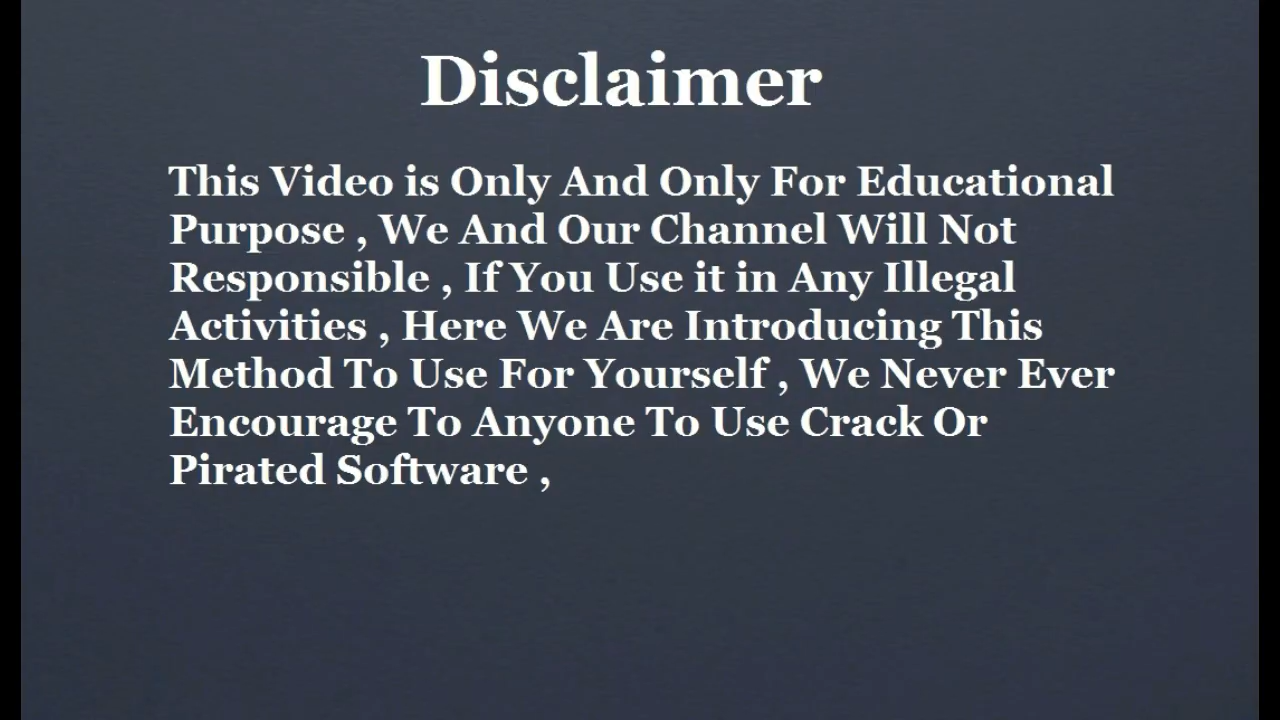 Disclaimer
This Video is Only And Only For Educational
Purpose , We And Our Channel Will Not
Responsible , If You Use it in Any Illegal
Activities , Here We Are Introducing This
Method To Use For Yourself , We Never Ever
Encourage To Anyone To Use Crack Or
Pirated Software ,